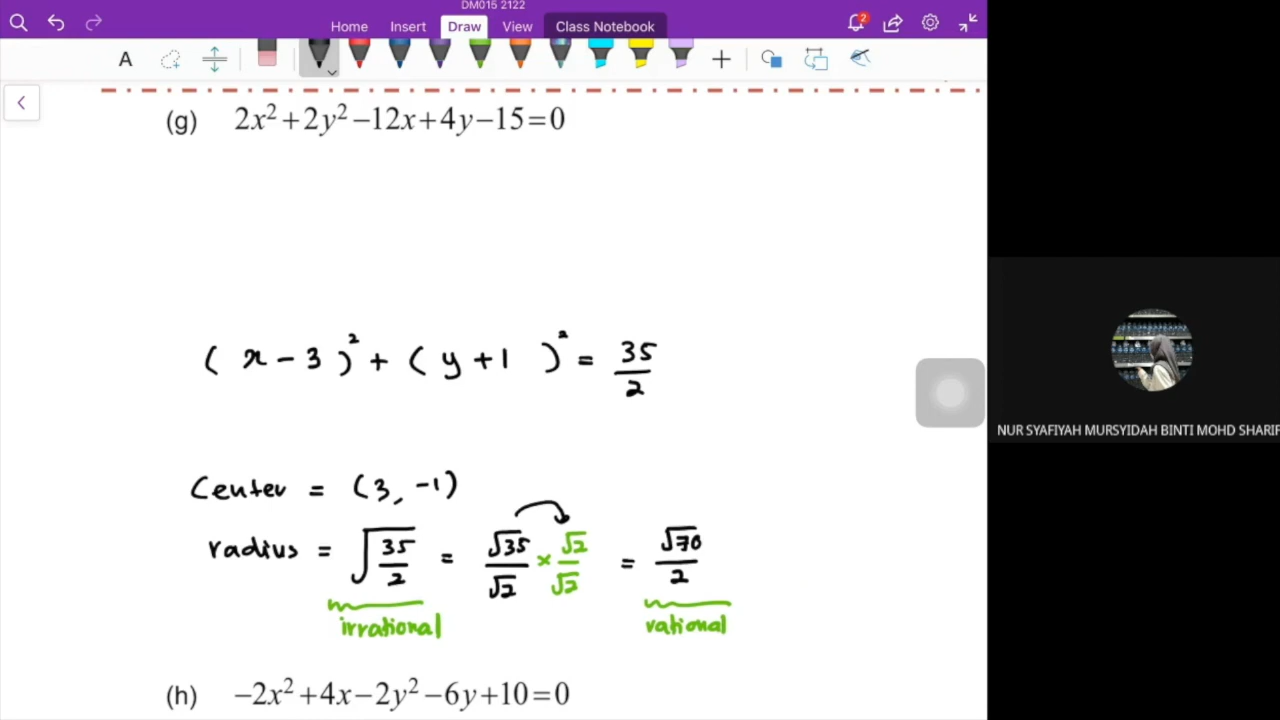 DM015 2122
Home Insert Draw View Class Notebook
2
A
(g) 2x² + 2y² − 12x + 4y − 15 = 0
(x − 3)² + (y + 1)² = 35/2
Center = (3, −1)
radius = √(35/2) = √35/√2 × √2/√2 = √70/2
irrational rational
NUR SYAFIYAH MURSYIDAH BINTI MOHD SHARIF
(h) −2x² + 4x − 2y² − 6y + 10 = 0